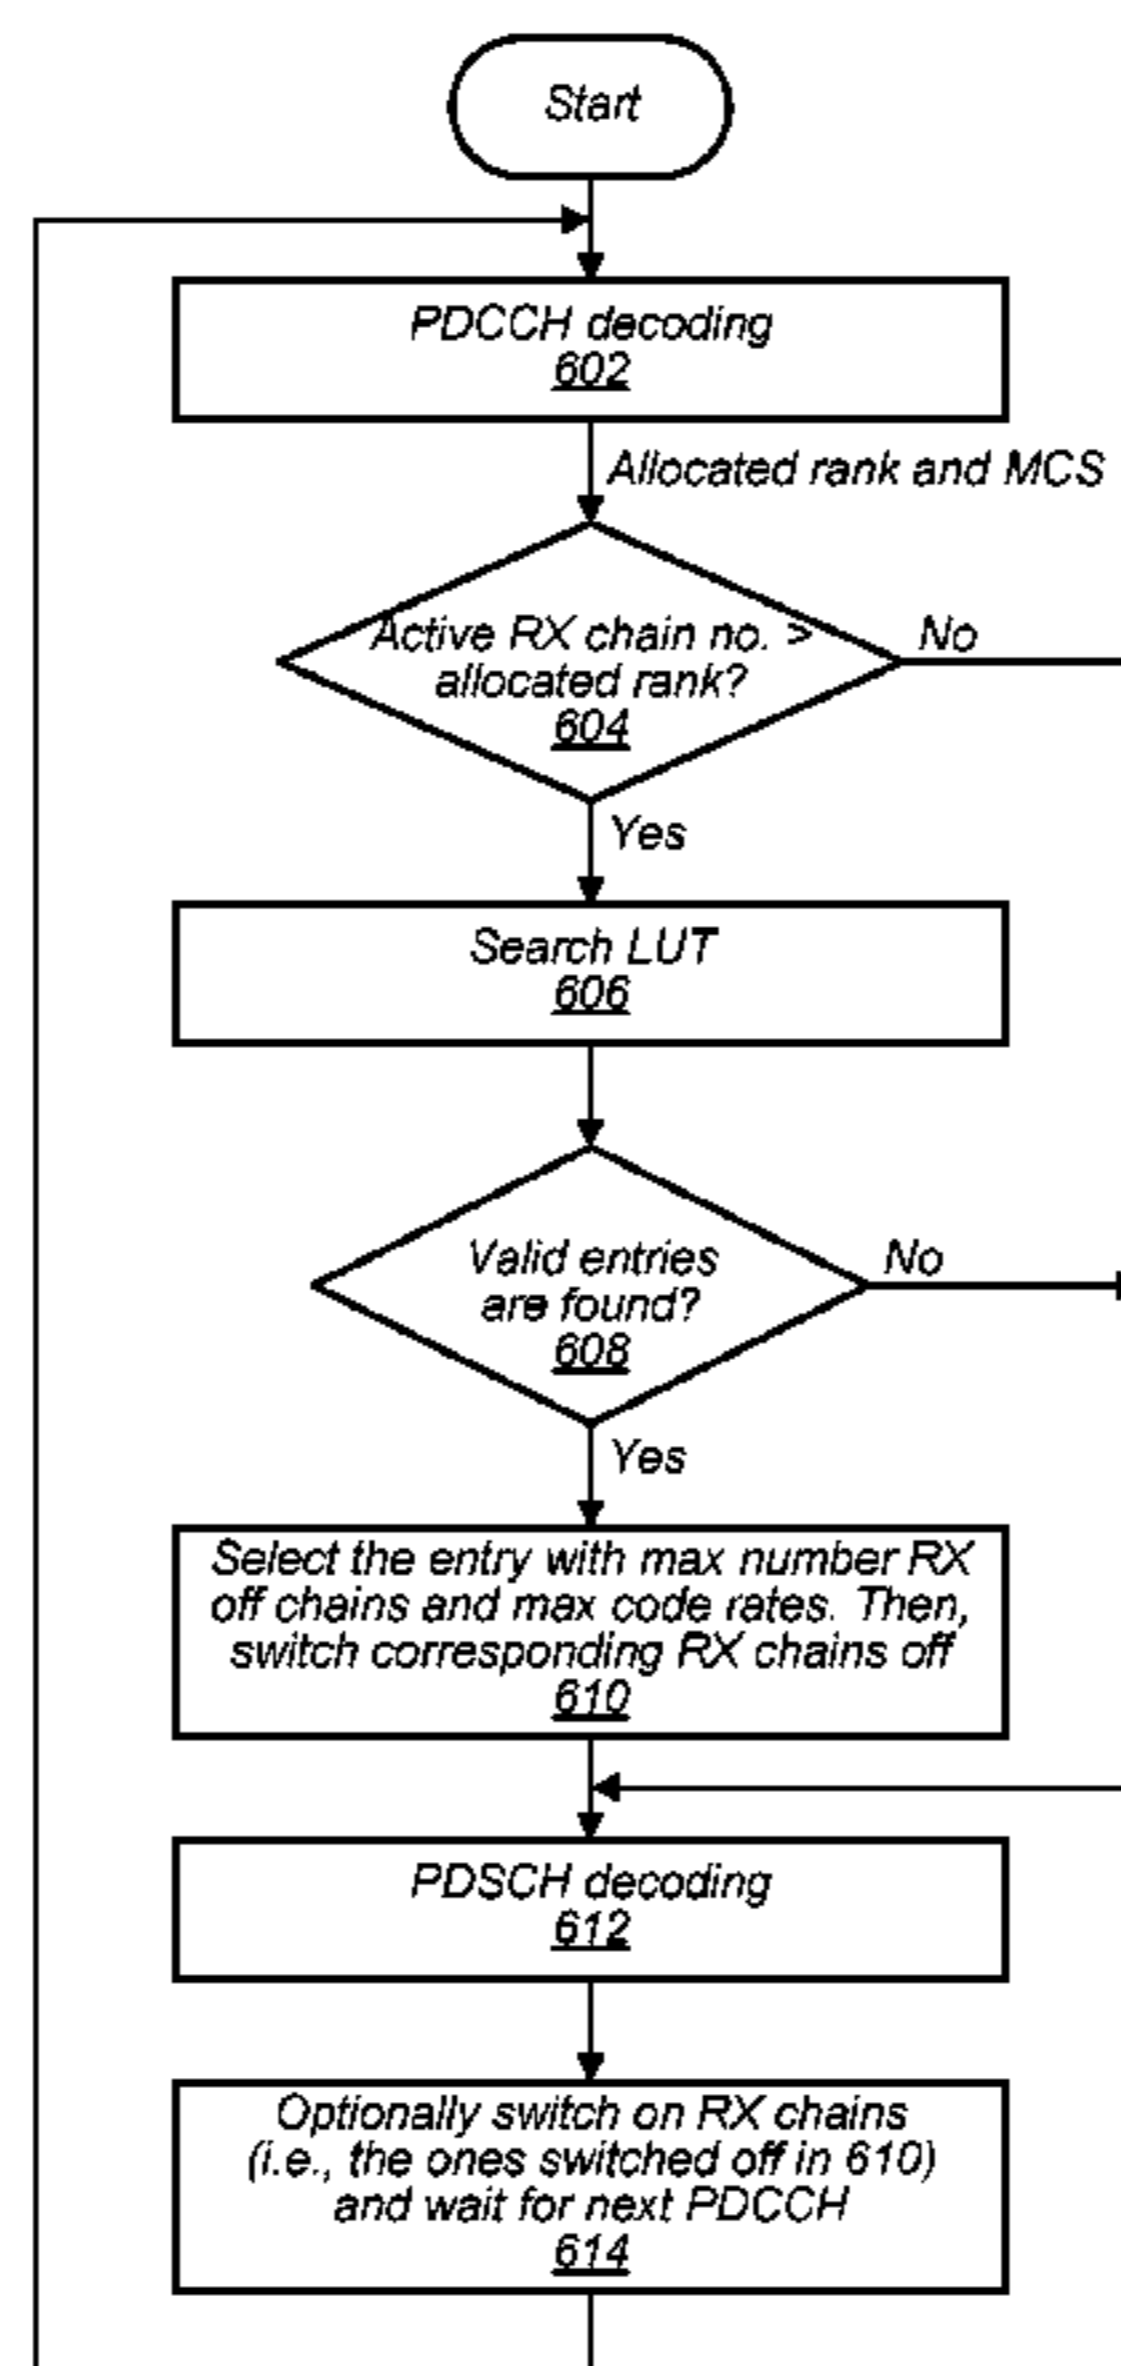 Start
PDCCH decoding
602
Allocated rank and MCS
Active RX chain no. >
allocated rank?
604
No
Yes
Search LUT
606
Valid entries
are found?
608
No
Yes
Select the entry with max number RX
off chains and max code rates. Then,
switch corresponding RX chains off
610
PDSCH decoding
612
Optionally switch on RX chains
(i.e., the ones switched off in 610)
and wait for next PDCCH
614